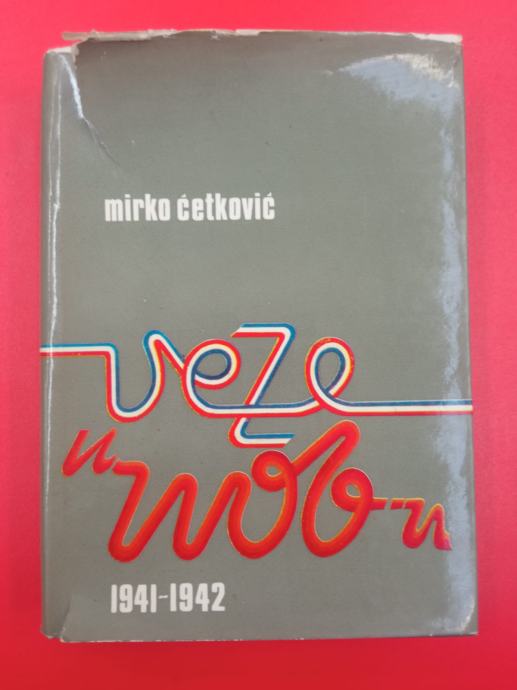 mirko ćetković
veze
u nob-u
1941-1942